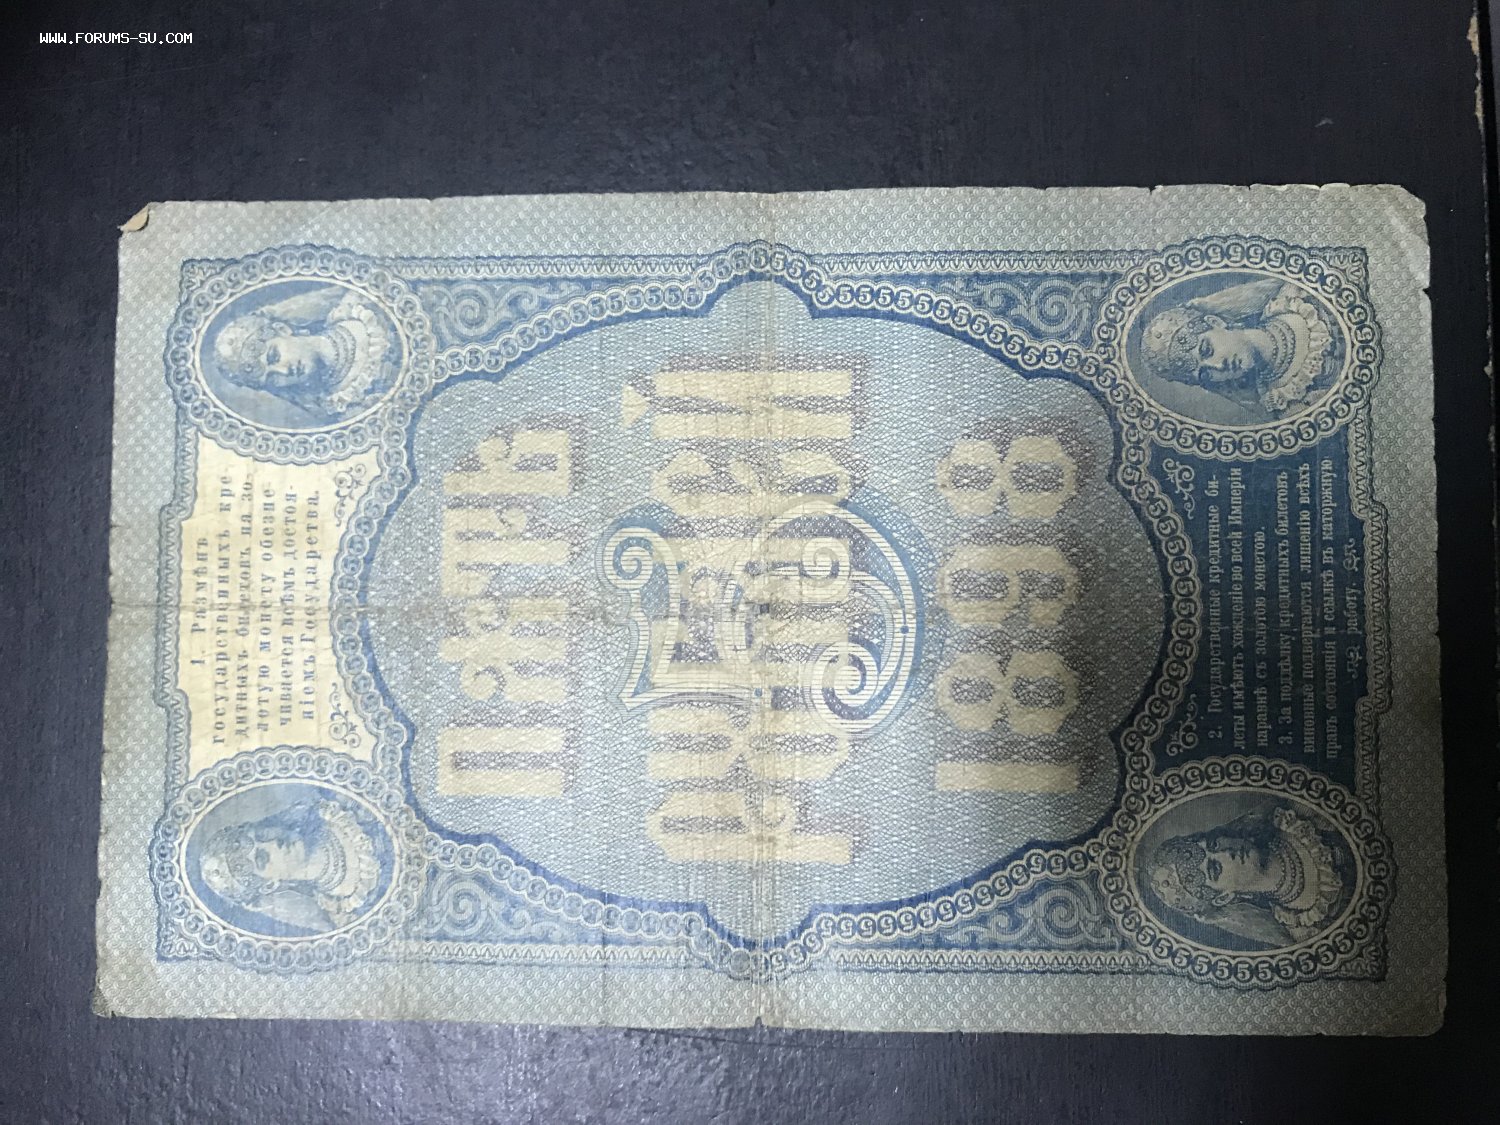 WWW.FORUMS-SU.COM
1. Размѣнъ
государственныхъ кре-
дитныхъ билетовъ на зо-
лотую монету обезпе-
чивается всѣмъ достоя-
ніемъ Государства.
ПЯТЬ
РУБЛЕЙ
1898
5
2. Государственные кредитные би-
леты имѣютъ хожденіе во всей Имперіи
наравнѣ съ золотою монетою.
3. За поддѣлку кредитныхъ билетовъ
виновные подвергаются лишенію всѣхъ
правъ состоянія и ссылкѣ въ каторжную
работу.